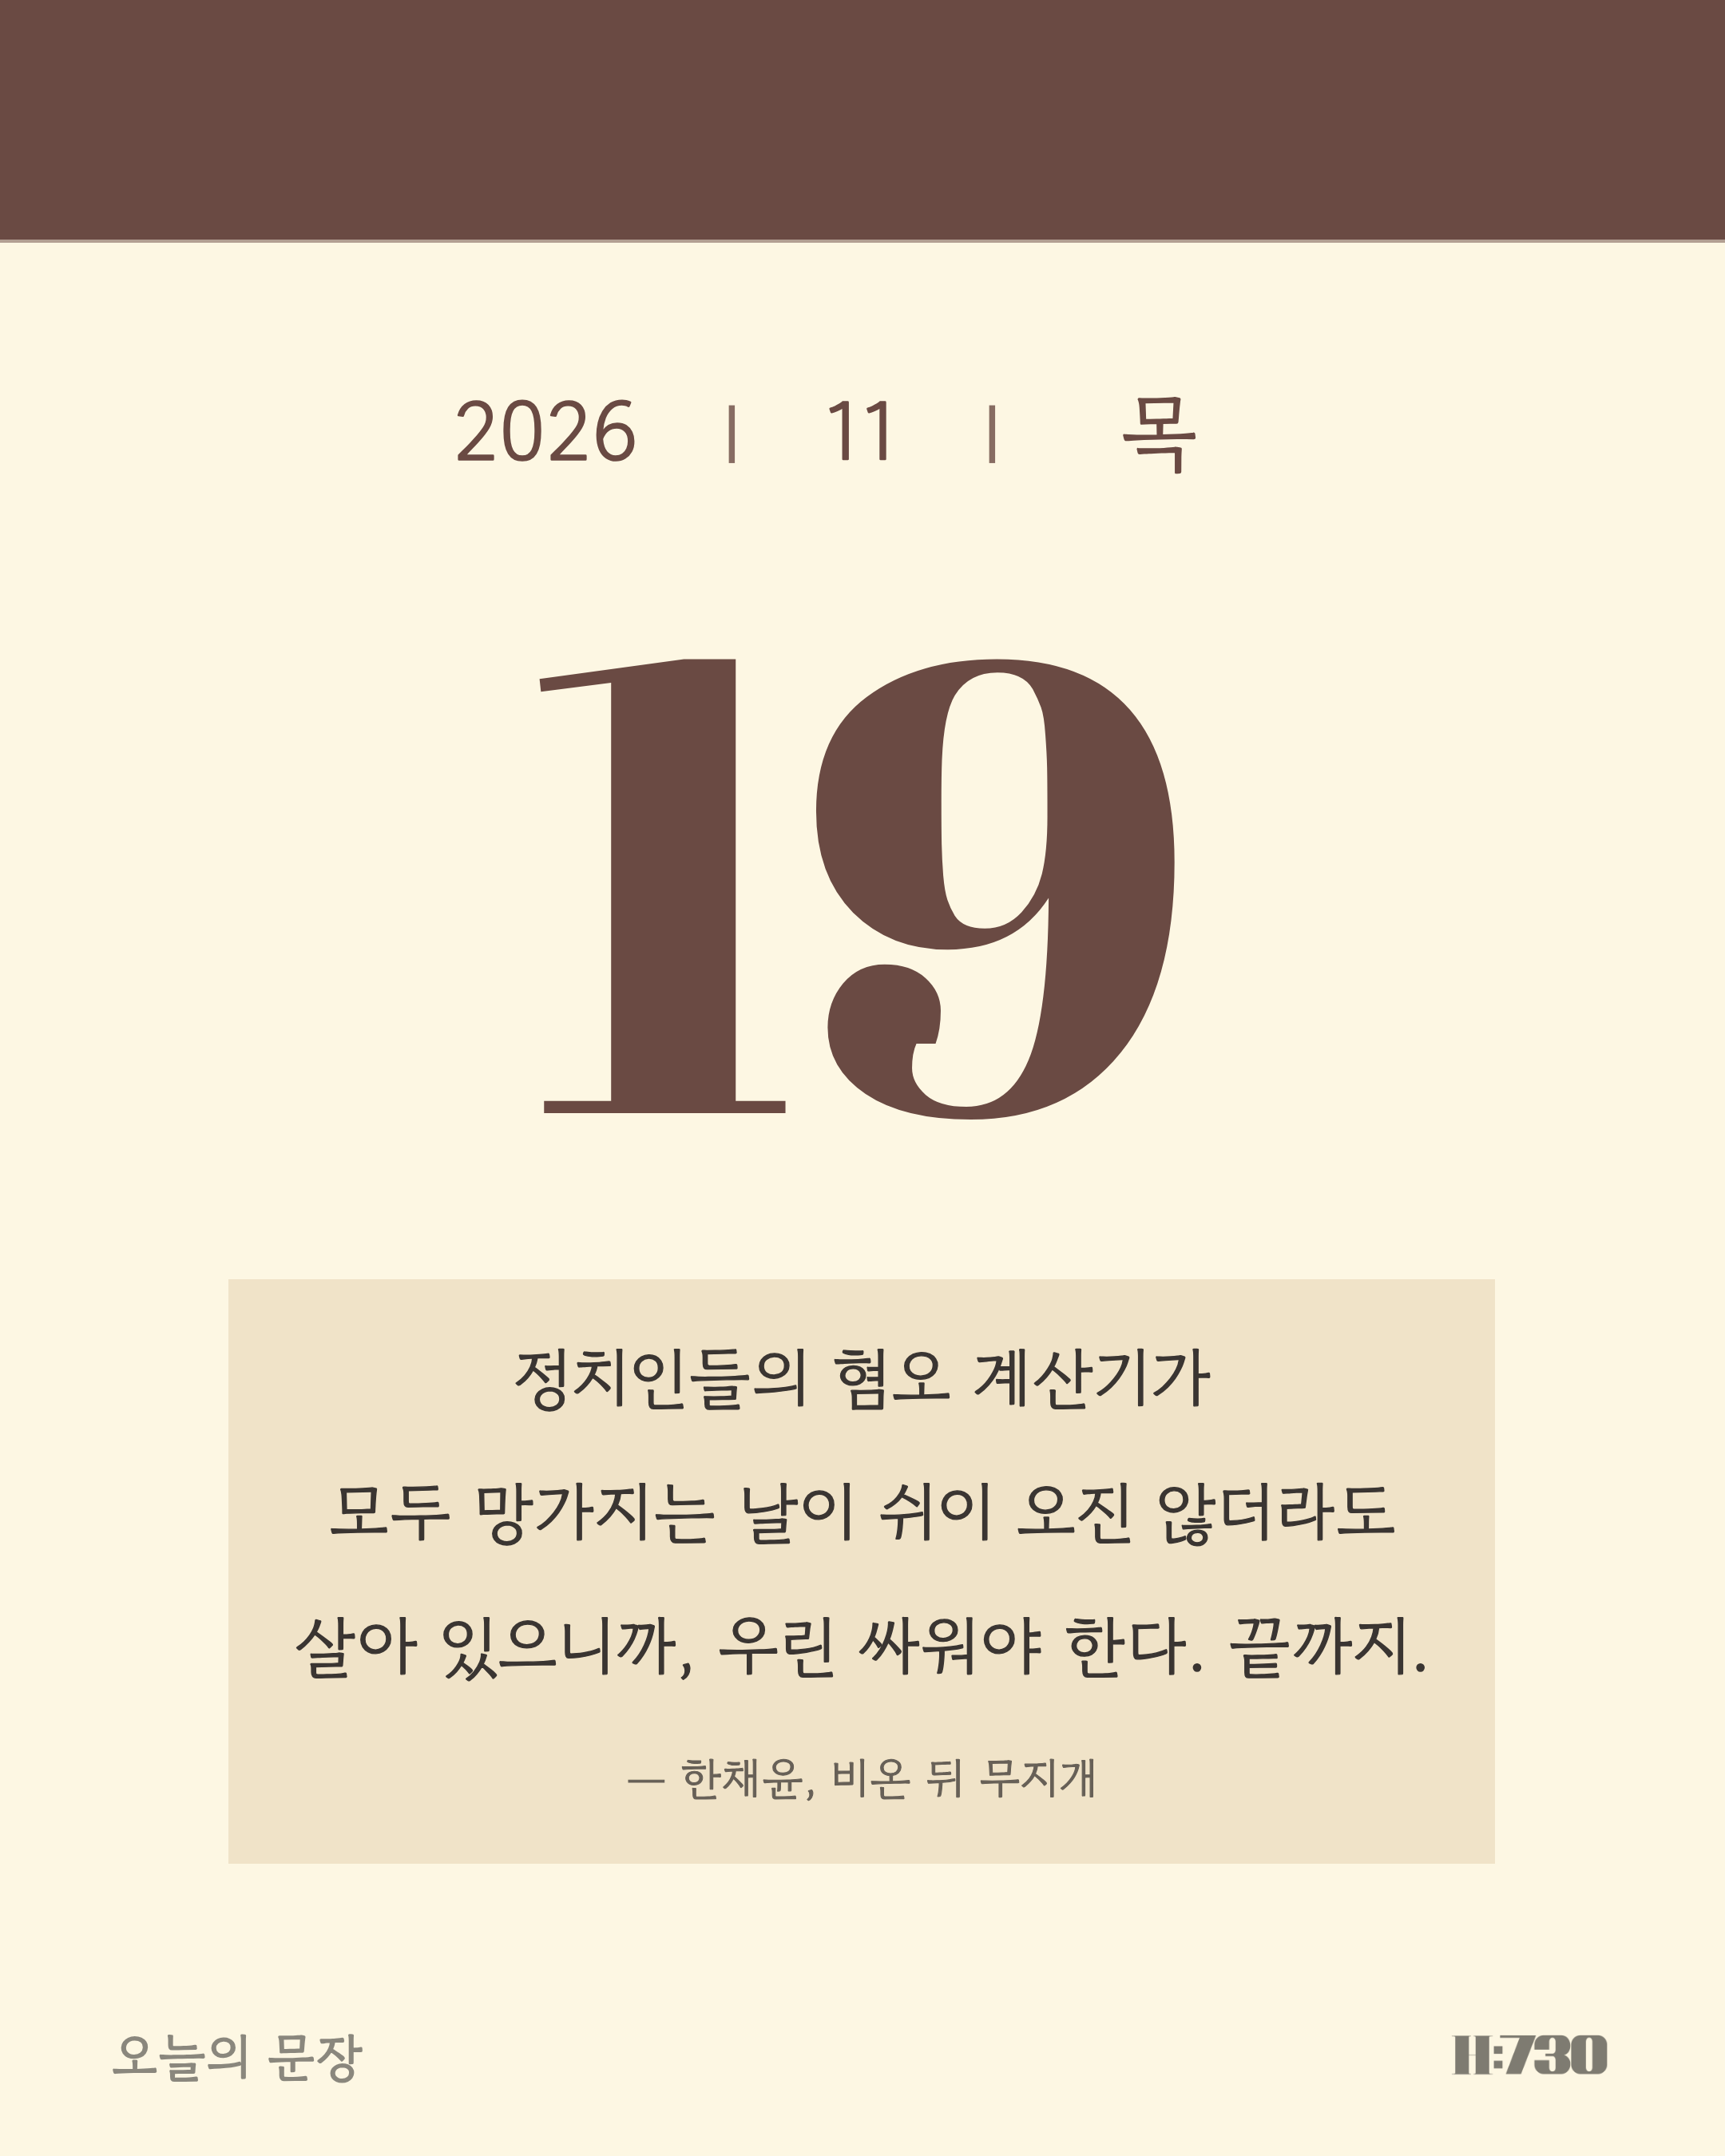 2026 | 11 | 목
19
정치인들의 혐오 계산기가
모두 망가지는 날이 쉬이 오진 않더라도
살아 있으니까, 우린 싸워야 한다. 끝까지.
— 한채윤, 비온 뒤 무지개
오늘의 문장
H:730